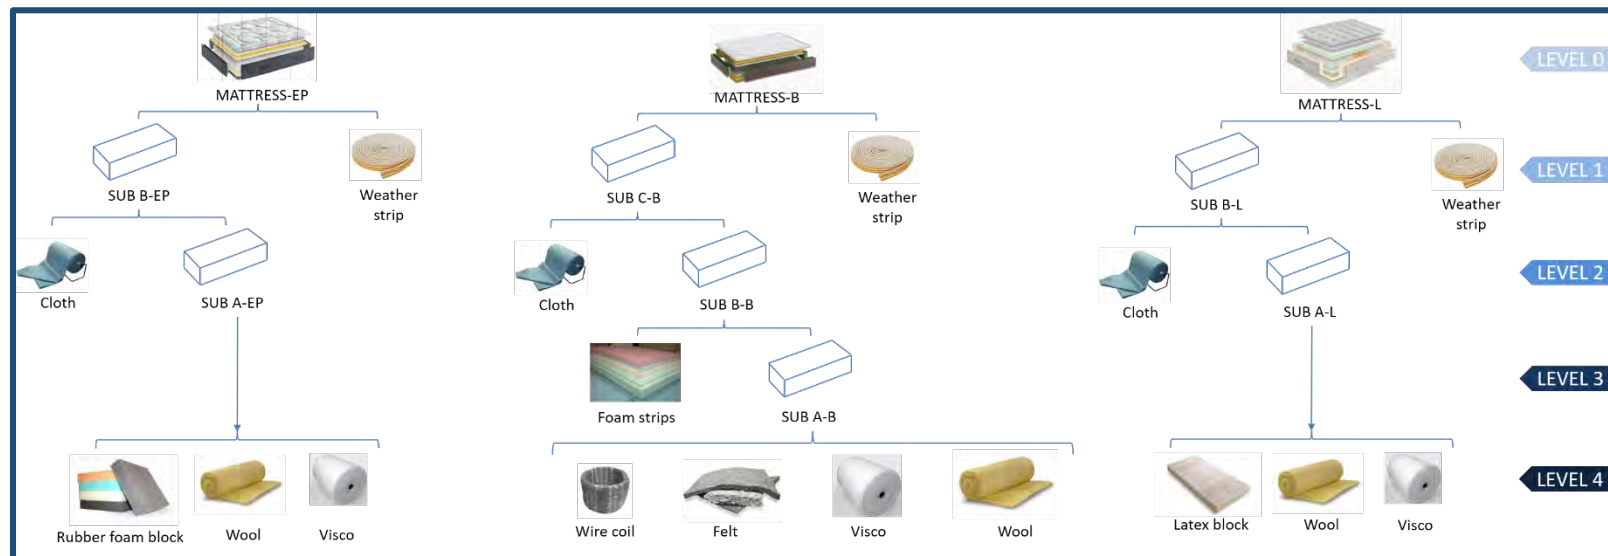 LEVEL 0
MATTRESS-EP
MATTRESS-B
MATTRESS-L
LEVEL 1
SUB B-EP
Weather
strip
SUB C-B
Weather
strip
SUB B-L
Weather
strip
LEVEL 2
Cloth
SUB A-EP
Cloth
SUB B-B
Cloth
SUB A-L
LEVEL 3
Foam strips
SUB A-B
LEVEL 4
Rubber foam block
Wool
Visco
Wire coil
Felt
Visco
Wool
Latex block
Wool
Visco